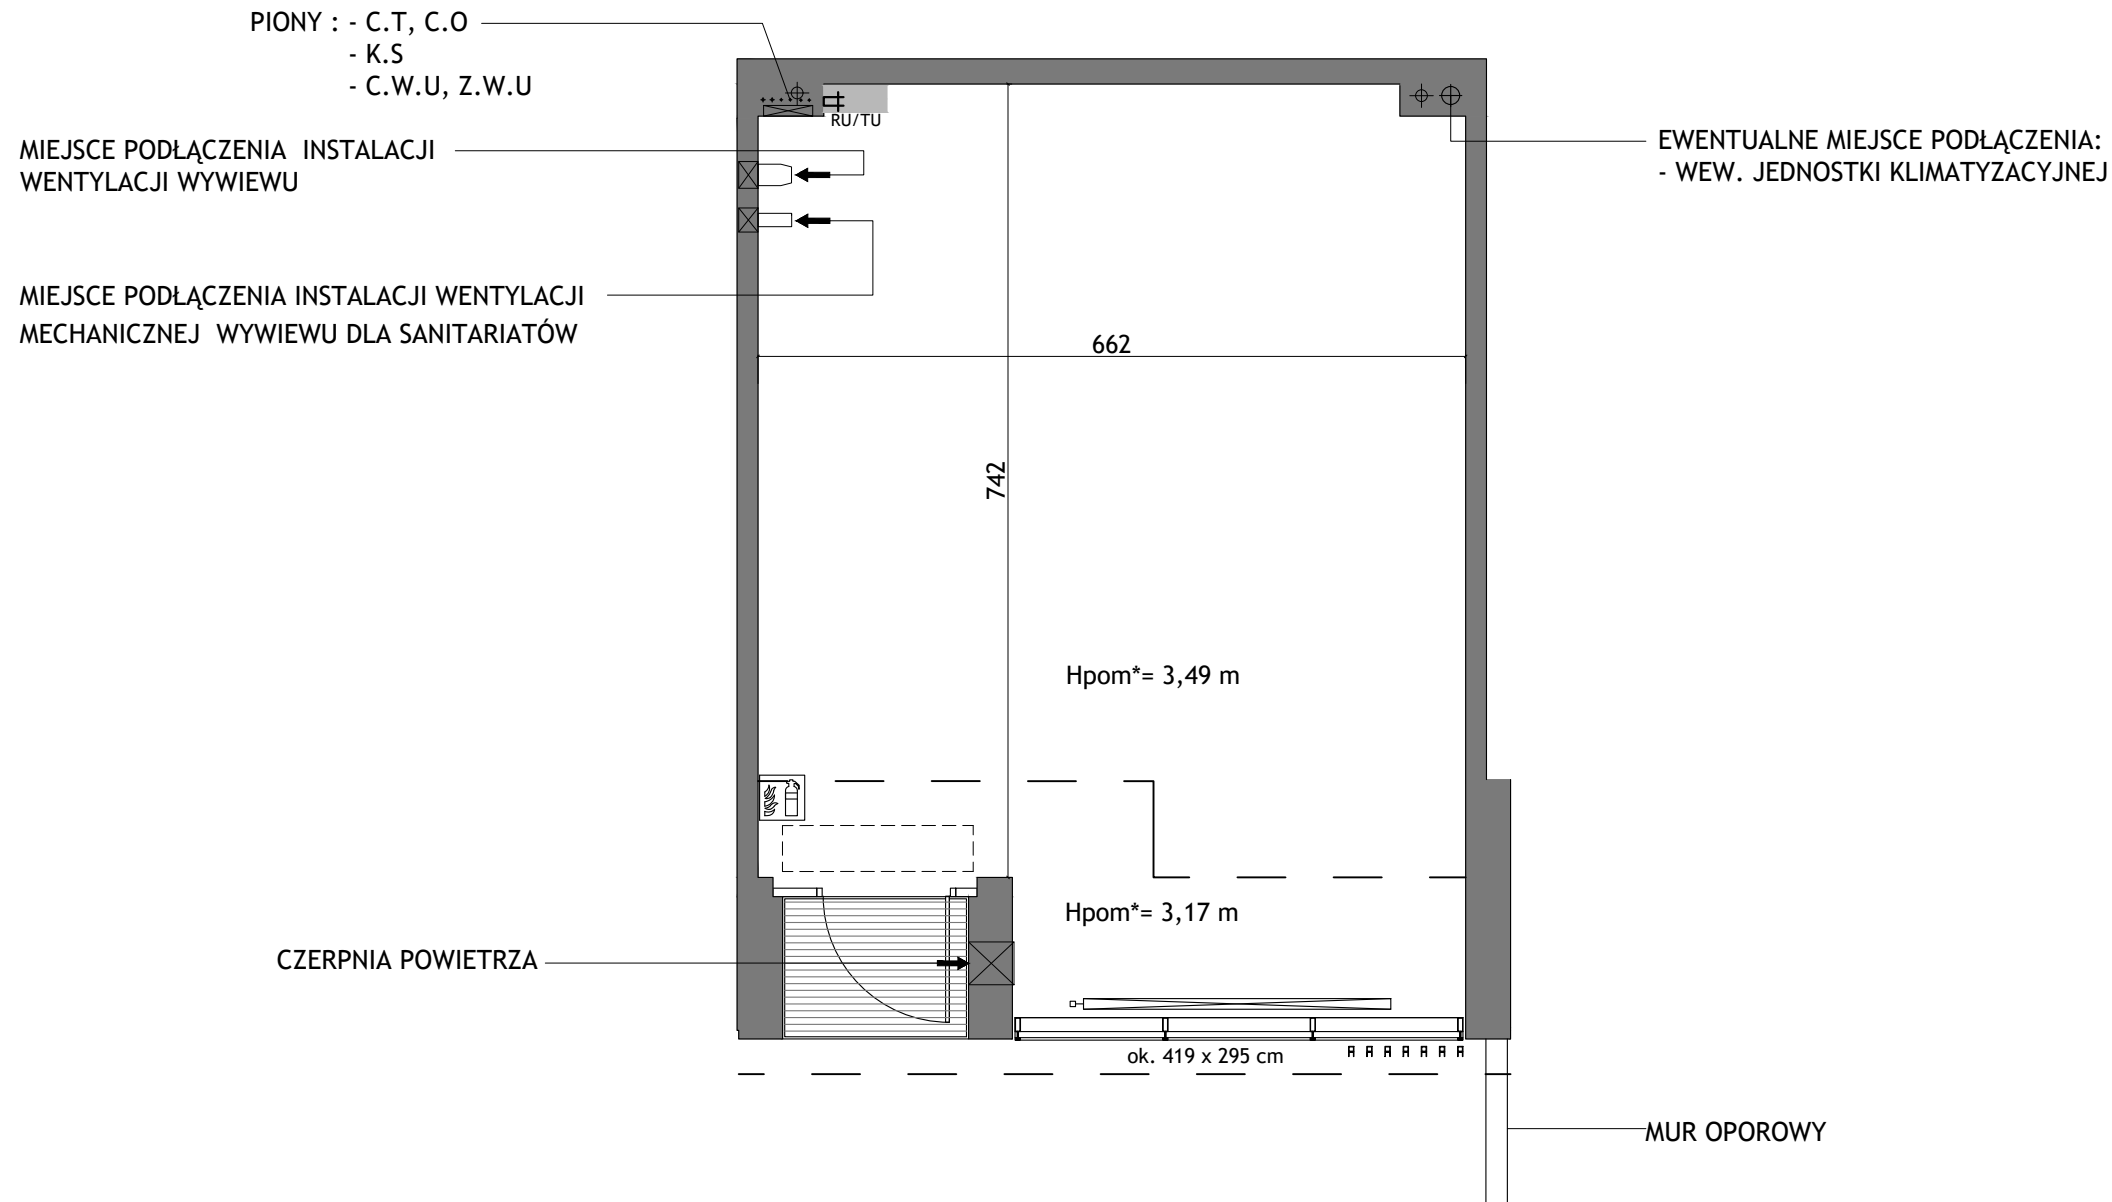 PIONY : - C.T, C.O
- K.S
- C.W.U, Z.W.U
RU/TU
MIEJSCE PODŁĄCZENIA INSTALACJI
WENTYLACJI WYWIEWU
EWENTUALNE MIEJSCE PODŁĄCZENIA:
- WEW. JEDNOSTKI KLIMATYZACYJNEJ
MIEJSCE PODŁĄCZENIA INSTALACJI WENTYLACJI
MECHANICZNEJ WYWIEWU DLA SANITARIATÓW
662
742
Hpom*= 3,49 m
Hpom*= 3,17 m
CZERPNIA POWIETRZA
ok. 419 x 295 cm
MUR OPOROWY